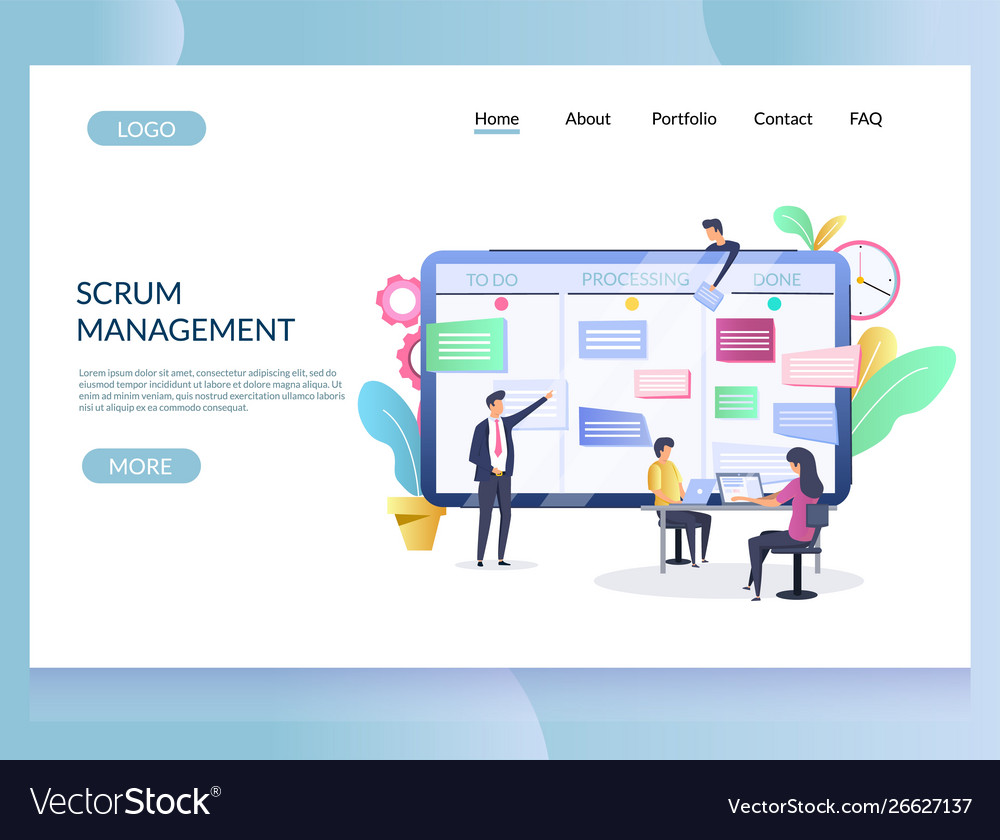 LOGO
Home About Portfolio Contact FAQ
TO DO PROCESSING DONE
SCRUM
MANAGEMENT
Lorem ipsum dolor sit amet, consectetur adipiscing elit, sed do
eiusmod tempor incididunt ut labore et dolore magna aliqua. Ut
enim ad minim veniam, quis nostrud exercitation ullamco laboris
nisi ut aliquip ex ea commodo consequat.
MORE
VectorStock®
VectorStock.com/26627137